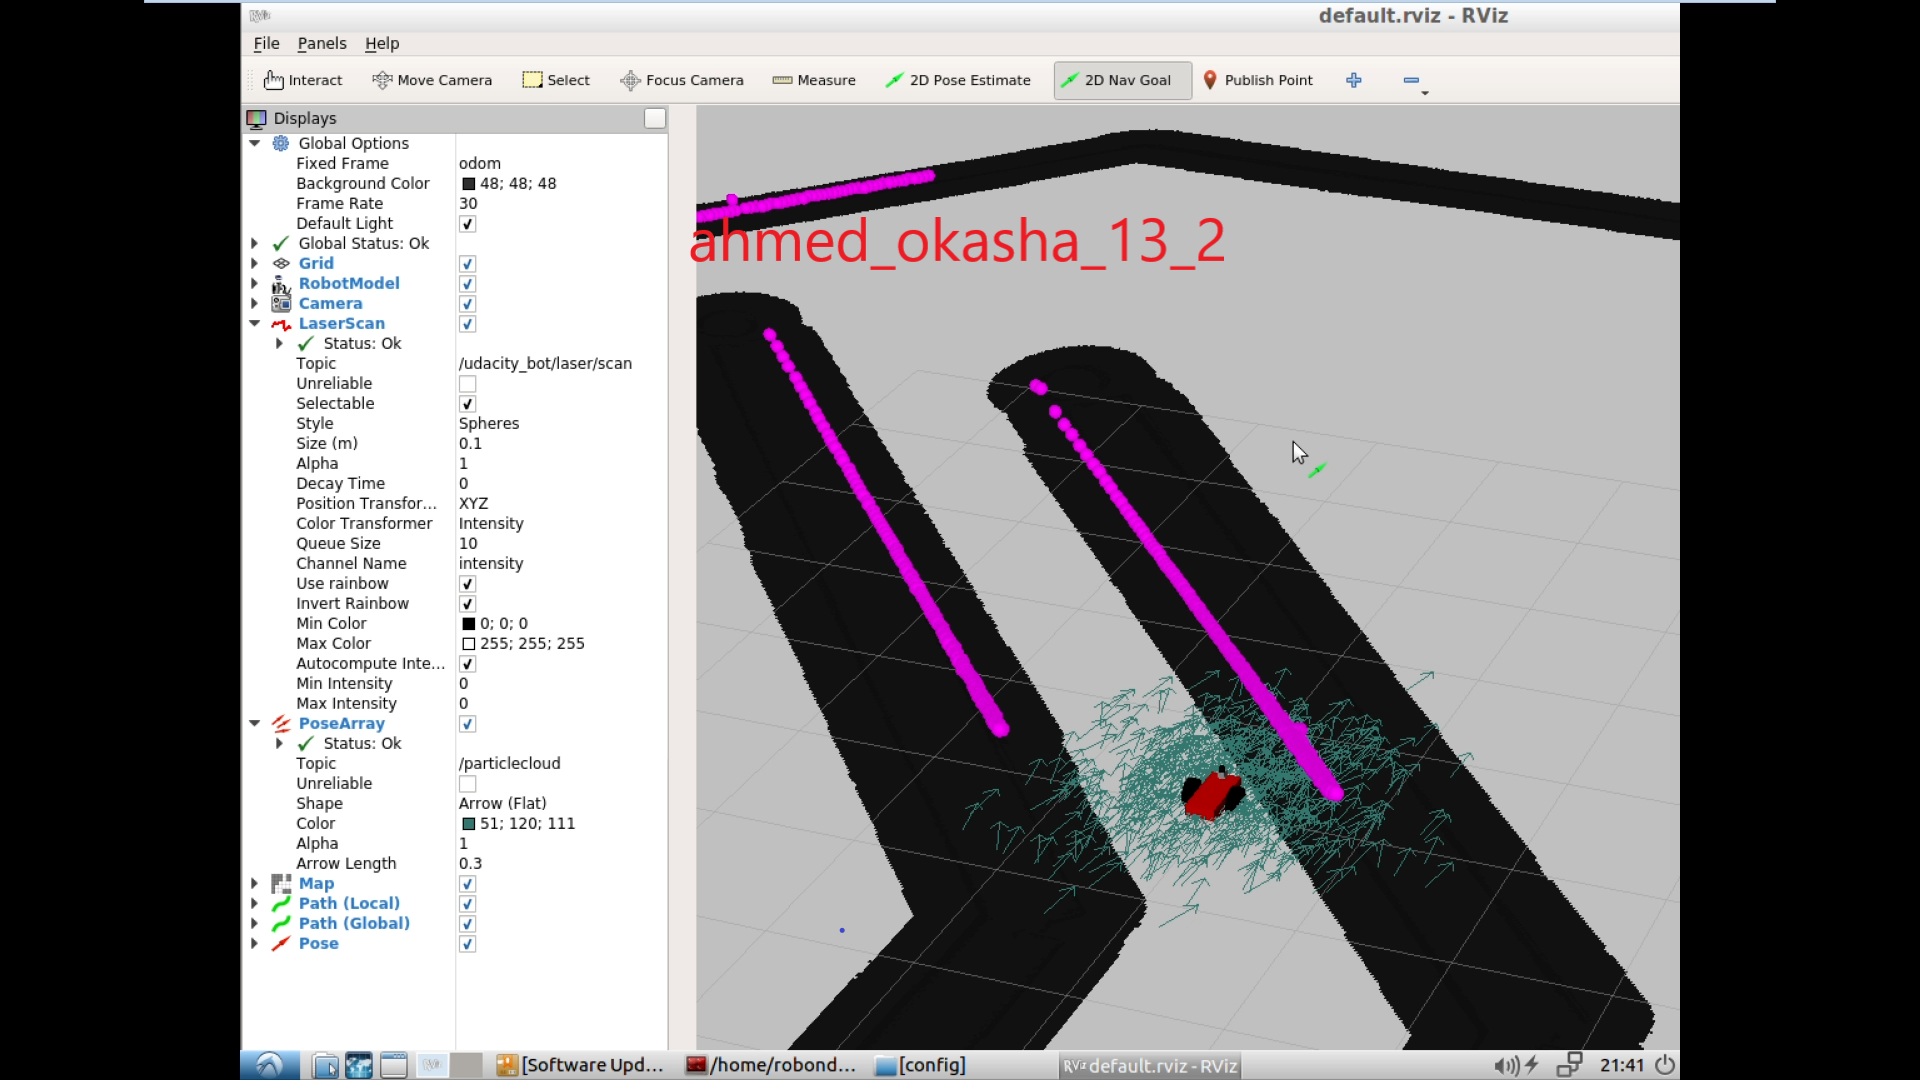 default.rviz - RViz
File Panels Help
Interact Move Camera Select Focus Camera Measure 2D Pose Estimate 2D Nav Goal Publish Point
Displays
Global Options
Fixed Frame odom
Background Color 48; 48; 48
Frame Rate 30
Default Light
Global Status: Ok
Grid
RobotModel
Camera
LaserScan
Status: Ok
Topic /udacity_bot/laser/scan
Unreliable
Selectable
Style Spheres
Size (m) 0.1
Alpha 1
Decay Time 0
Position Transfor... XYZ
Color Transformer Intensity
Queue Size 10
Channel Name intensity
Use rainbow
Invert Rainbow
Min Color 0; 0; 0
Max Color 255; 255; 255
Autocompute Inte...
Min Intensity 0
Max Intensity 0
PoseArray
Status: Ok
Topic /particlecloud
Unreliable
Shape Arrow (Flat)
Color 51; 120; 111
Alpha 1
Arrow Length 0.3
Map
Path (Local)
Path (Global)
Pose
ahmed_okasha_13_2
[Software Upd... /home/robond... [config] RViz default.rviz - RViz 21:41